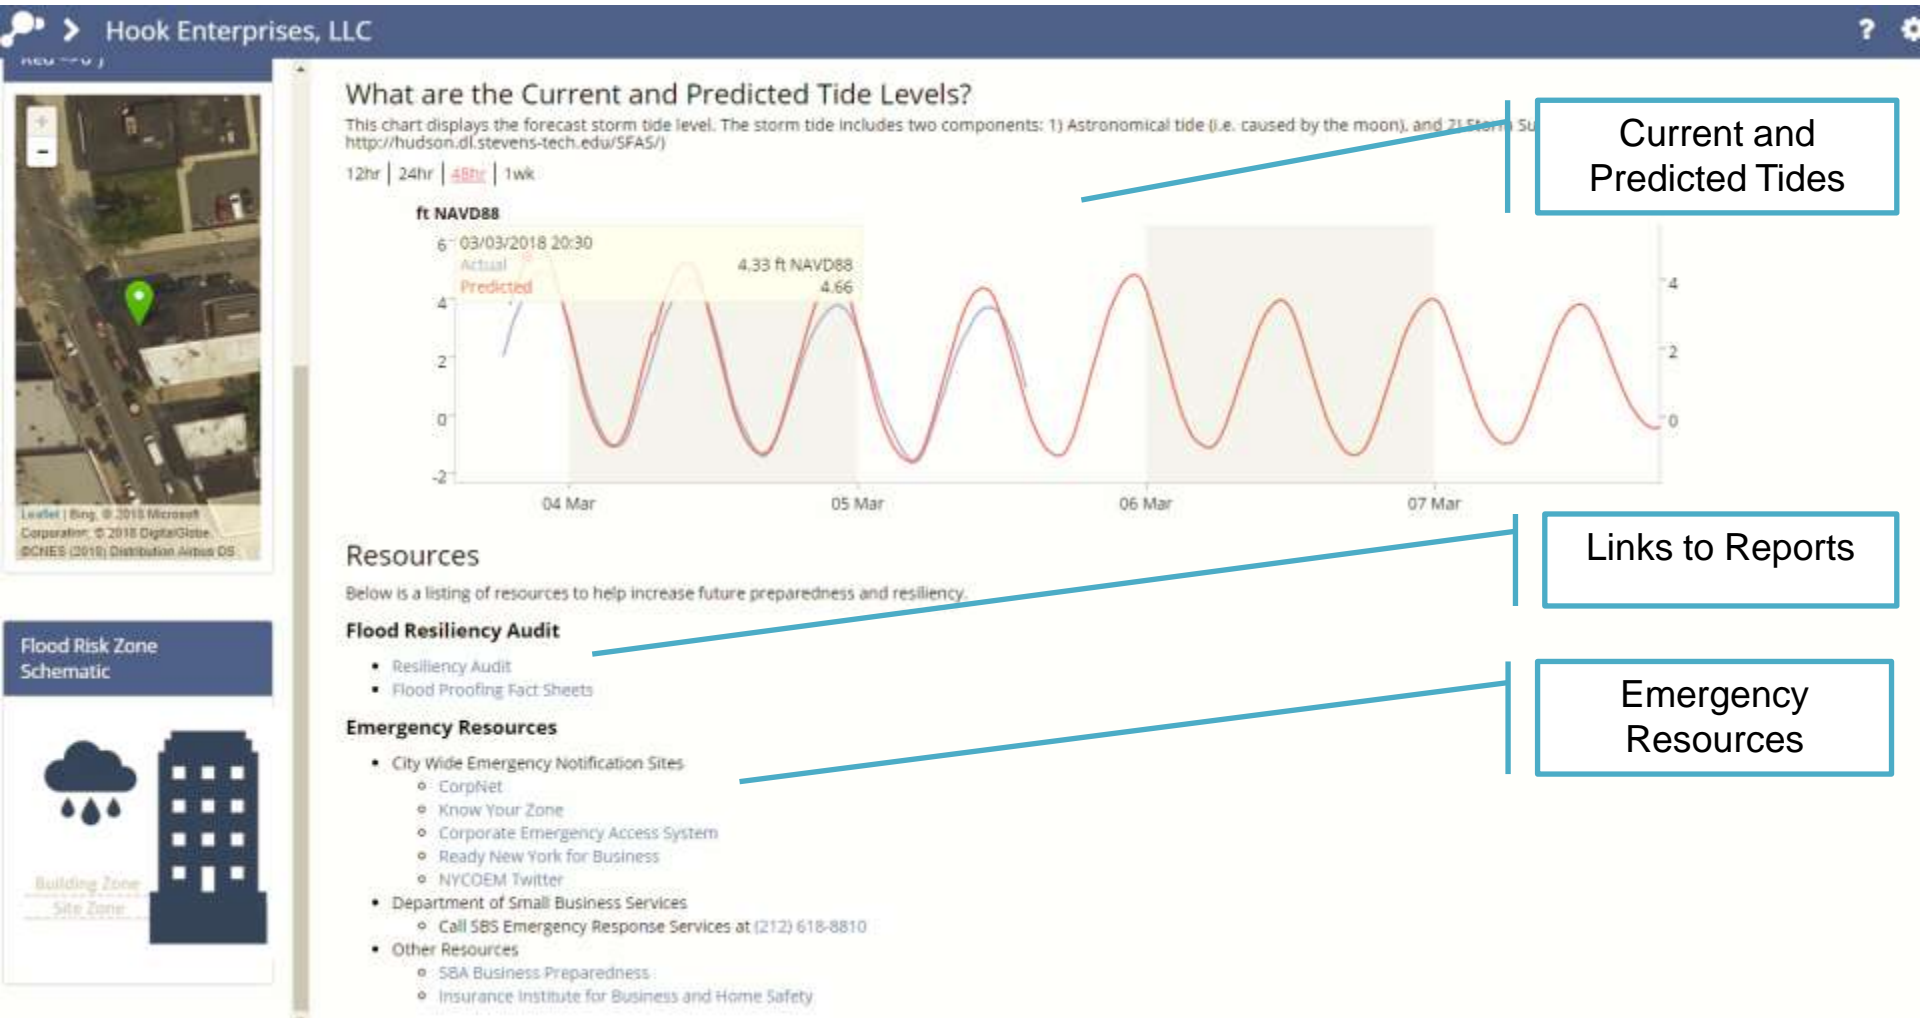 Hook Enterprises, LLC
?
+
-
Leaflet | Bing, © 2018 Microsoft
Corporation, © 2018 DigitalGlobe,
©CNES (2018) Distribution Airbus DS
Flood Risk Zone
Schematic
Building Zone
Site Zone
What are the Current and Predicted Tide Levels?
This chart displays the forecast storm tide level. The storm tide includes two components: 1) Astronomical tide (i.e. caused by the moon), and 2) Storm Su
http://hudson.dl.stevens-tech.edu/SFAS/)
12hr | 24hr | 48hr | 1wk
ft NAVD88
03/03/2018 20:30
Actual 4.33 ft NAVD88
Predicted 4.66
6
4
2
0
-2
4
2
0
04 Mar 05 Mar 06 Mar 07 Mar
Resources
Below is a listing of resources to help increase future preparedness and resiliency.
Flood Resiliency Audit
• Resiliency Audit
• Flood Proofing Fact Sheets
Emergency Resources
• City Wide Emergency Notification Sites
CorpNet
Know Your Zone
Corporate Emergency Access System
Ready New York for Business
NYCOEM Twitter
• Department of Small Business Services
Call SBS Emergency Response Services at (212) 618-8810
• Other Resources
SBA Business Preparedness
Insurance Institute for Business and Home Safety
Current and
Predicted Tides
Links to Reports
Emergency
Resources